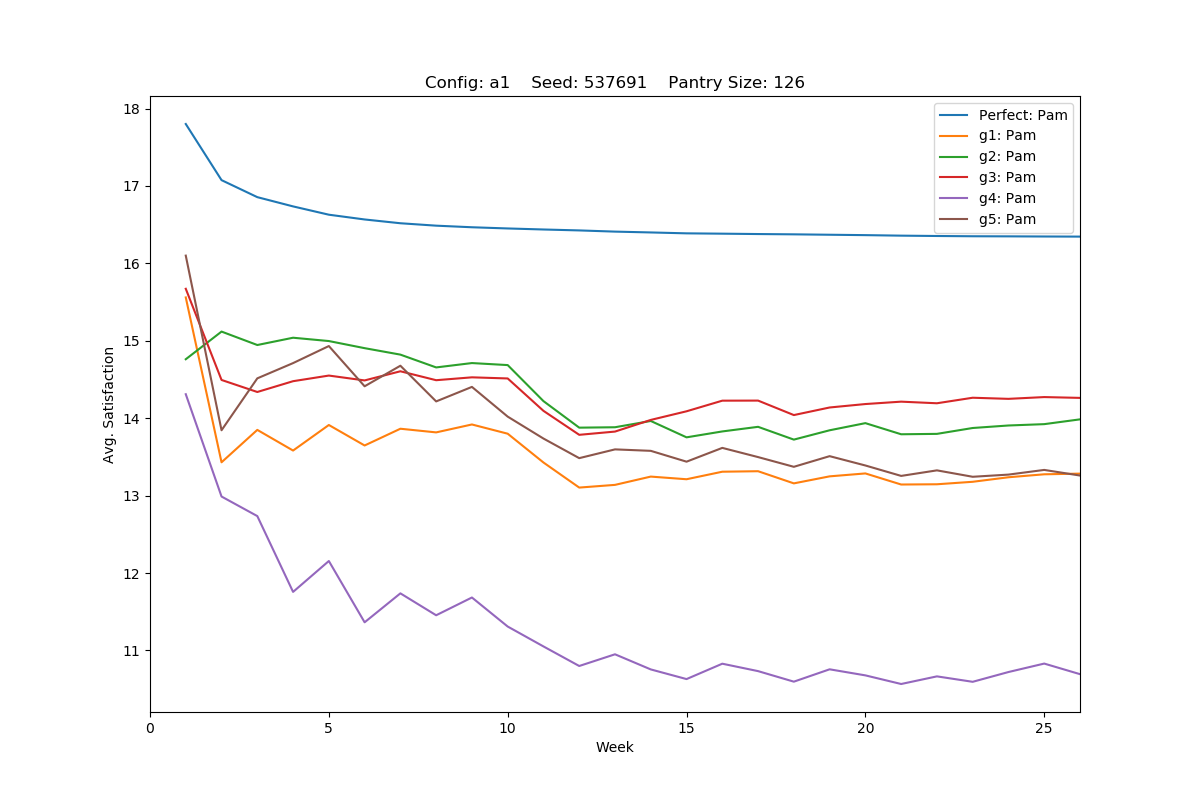 Config: a1    Seed: 537691    Pantry Size: 126
Perfect: Pam
g1: Pam
g2: Pam
g3: Pam
g4: Pam
g5: Pam
Avg. Satisfaction
18
17
16
15
14
13
12
11
0 5 10 15 20 25
Week